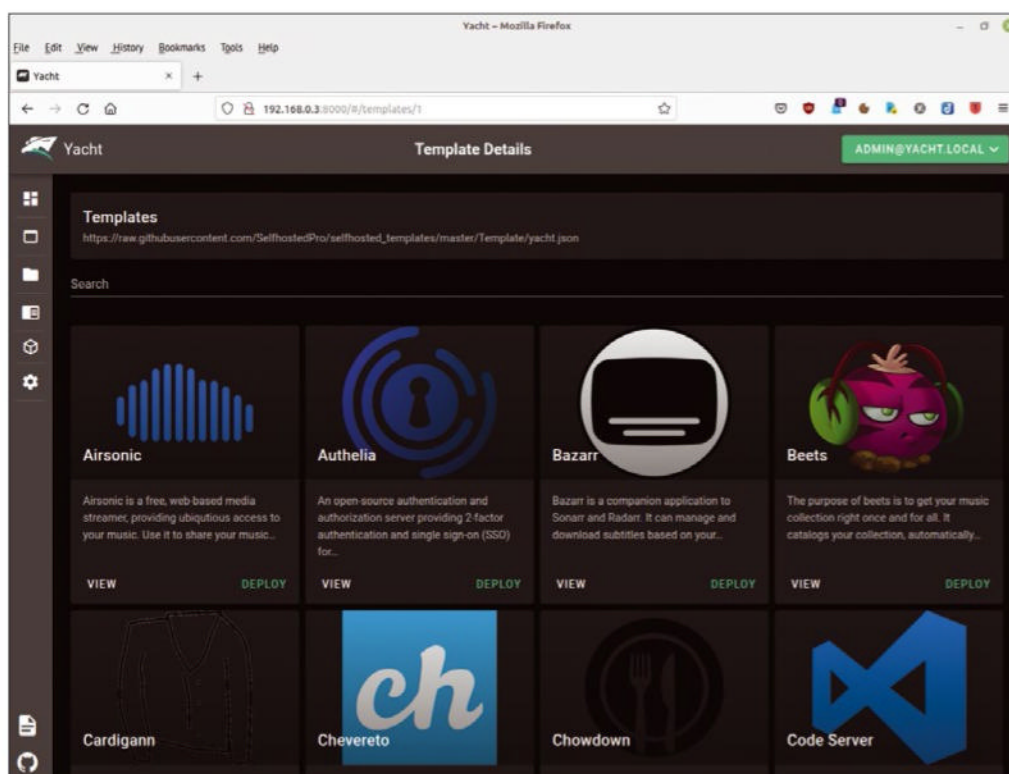 Yacht – Mozilla Firefox
File Edit View History Bookmarks Tools Help
Yacht
192.168.0.3:8000/#/templates/1
Yacht
Template Details
ADMIN@YACHT.LOCAL
Templates
https://raw.githubusercontent.com/SelfhostedPro/selfhosted_templates/master/Template/yacht.json
Search
Airsonic
Authelia
Bazarr
Beets
Airsonic is a free, web-based media
streamer, providing ubiqutious access to
your music. Use it to share your music...
An open-source authentication and
authorization server providing 2-factor
authentication and single sign-on (SSO)
for...
Bazarr is a companion application to
Sonarr and Radarr. It can manage and
download subtitles based on your...
The purpose of beets is to get your music
collection right once and for all. It
catalogs your collection, automatically...
VIEW DEPLOY
VIEW DEPLOY
VIEW DEPLOY
VIEW DEPLOY
ch
Cardigann
Chevereto
Chowdown
Code Server